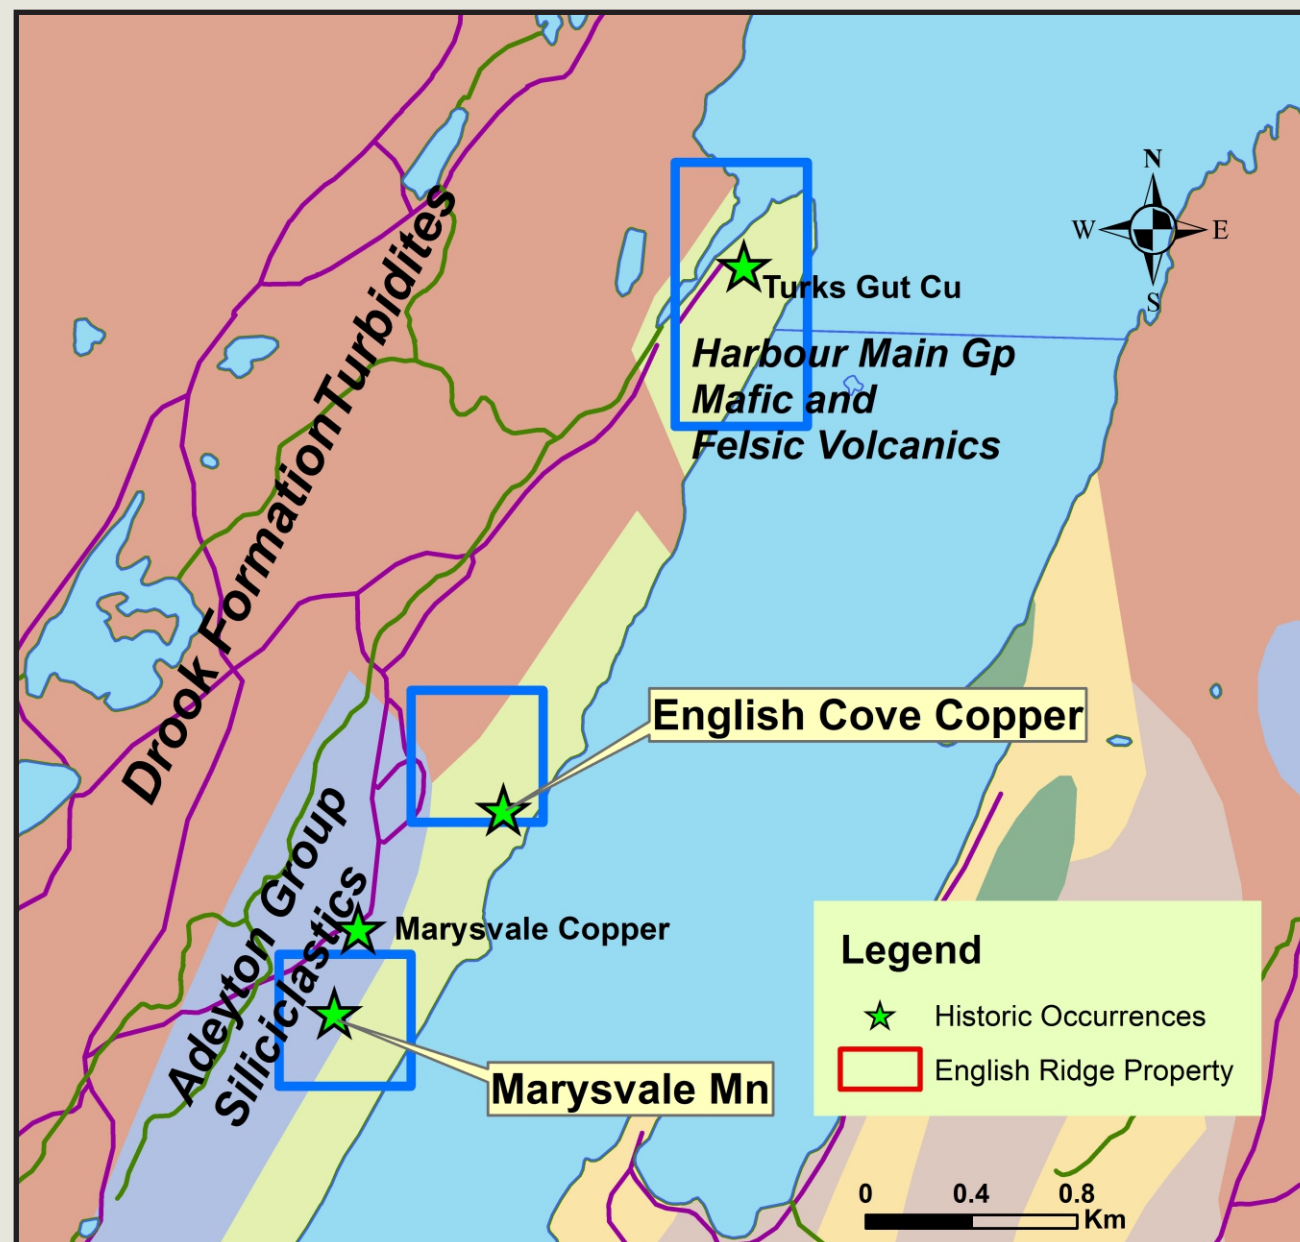 N
W E
S
Drook Formation Turbidites
Turks Gut Cu
Harbour Main Gp
Mafic and
Felsic Volcanics
English Cove Copper
Adeyton Group
Siliciclastics
Marysvale Copper
Marysvale Mn
Legend
Historic Occurrences
English Ridge Property
0 0.4 0.8
Km